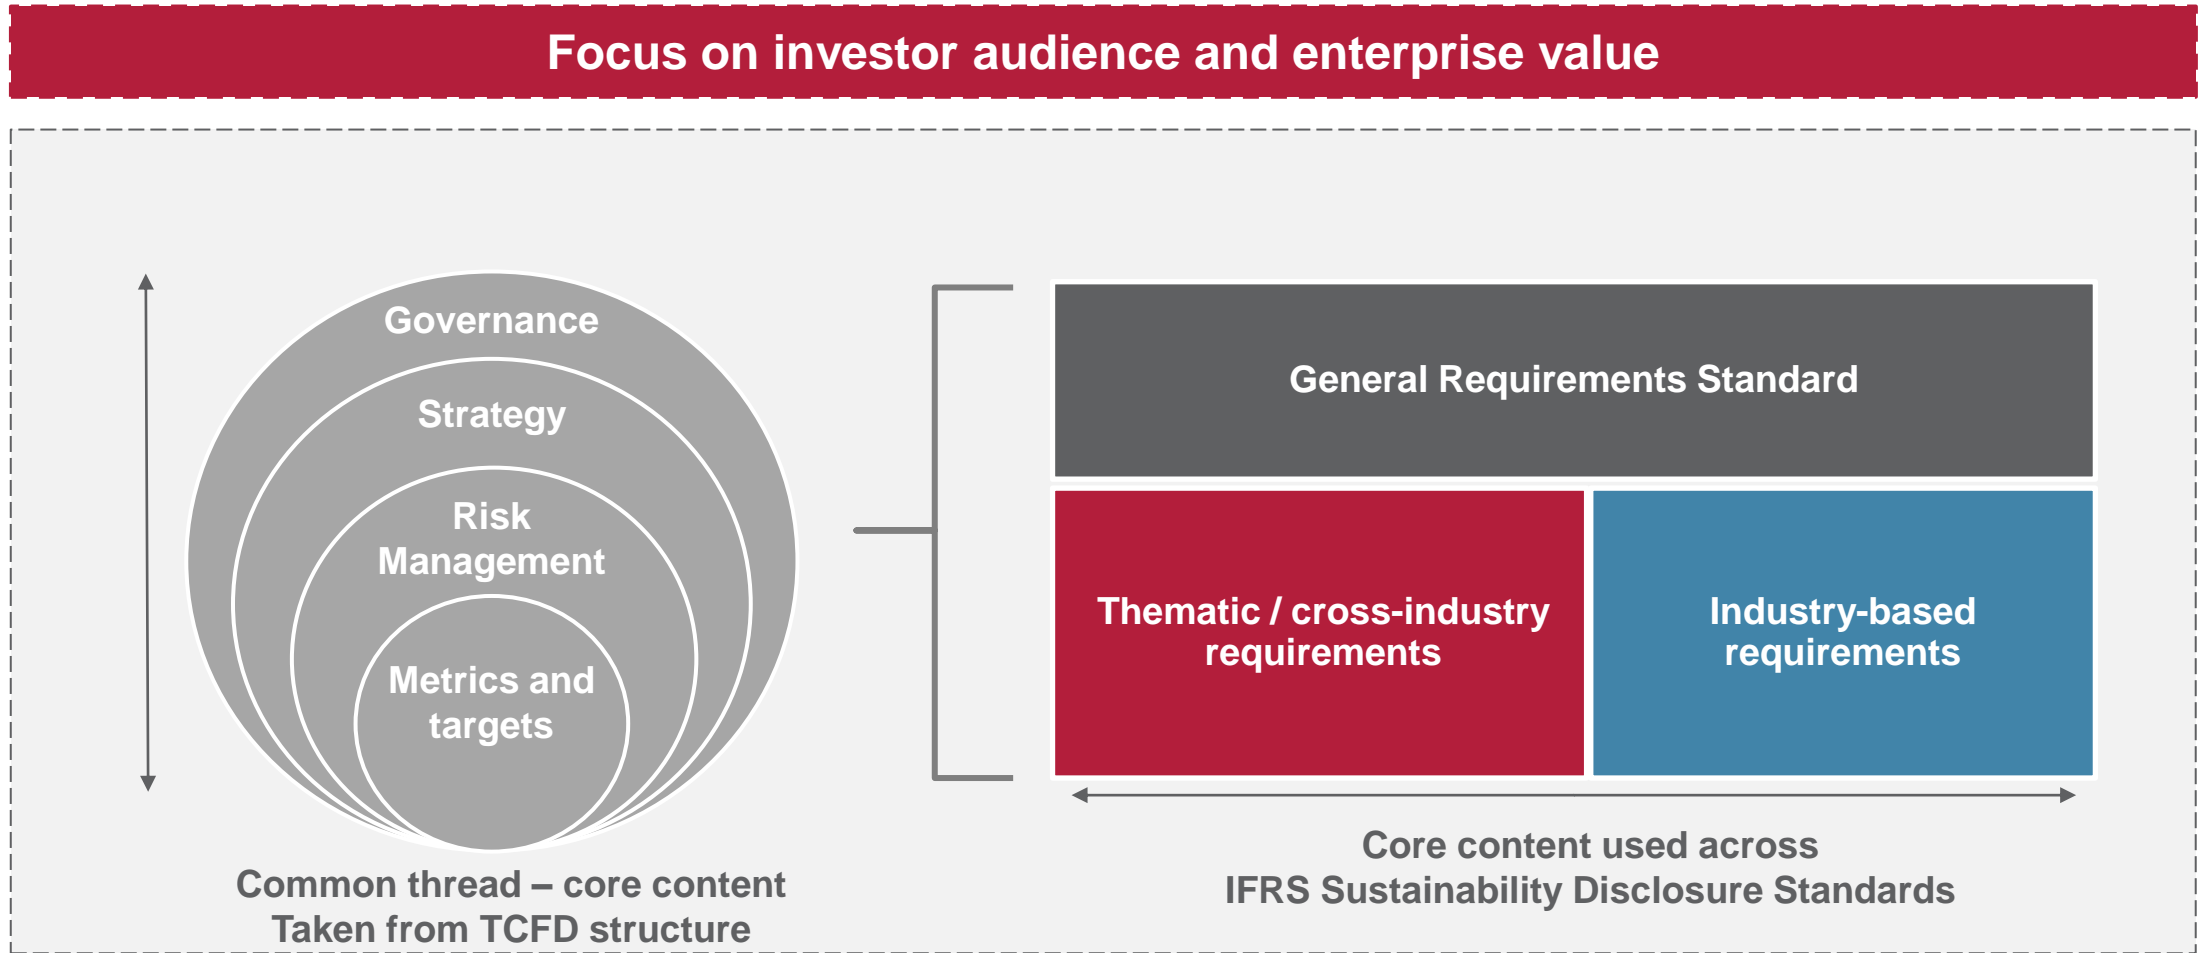 Focus on investor audience and enterprise value
Governance
Strategy
Risk
Management
Metrics and
targets
Common thread – core content
Taken from TCFD structure
General Requirements Standard
Thematic / cross-industry
requirements
Industry-based
requirements
Core content used across
IFRS Sustainability Disclosure Standards